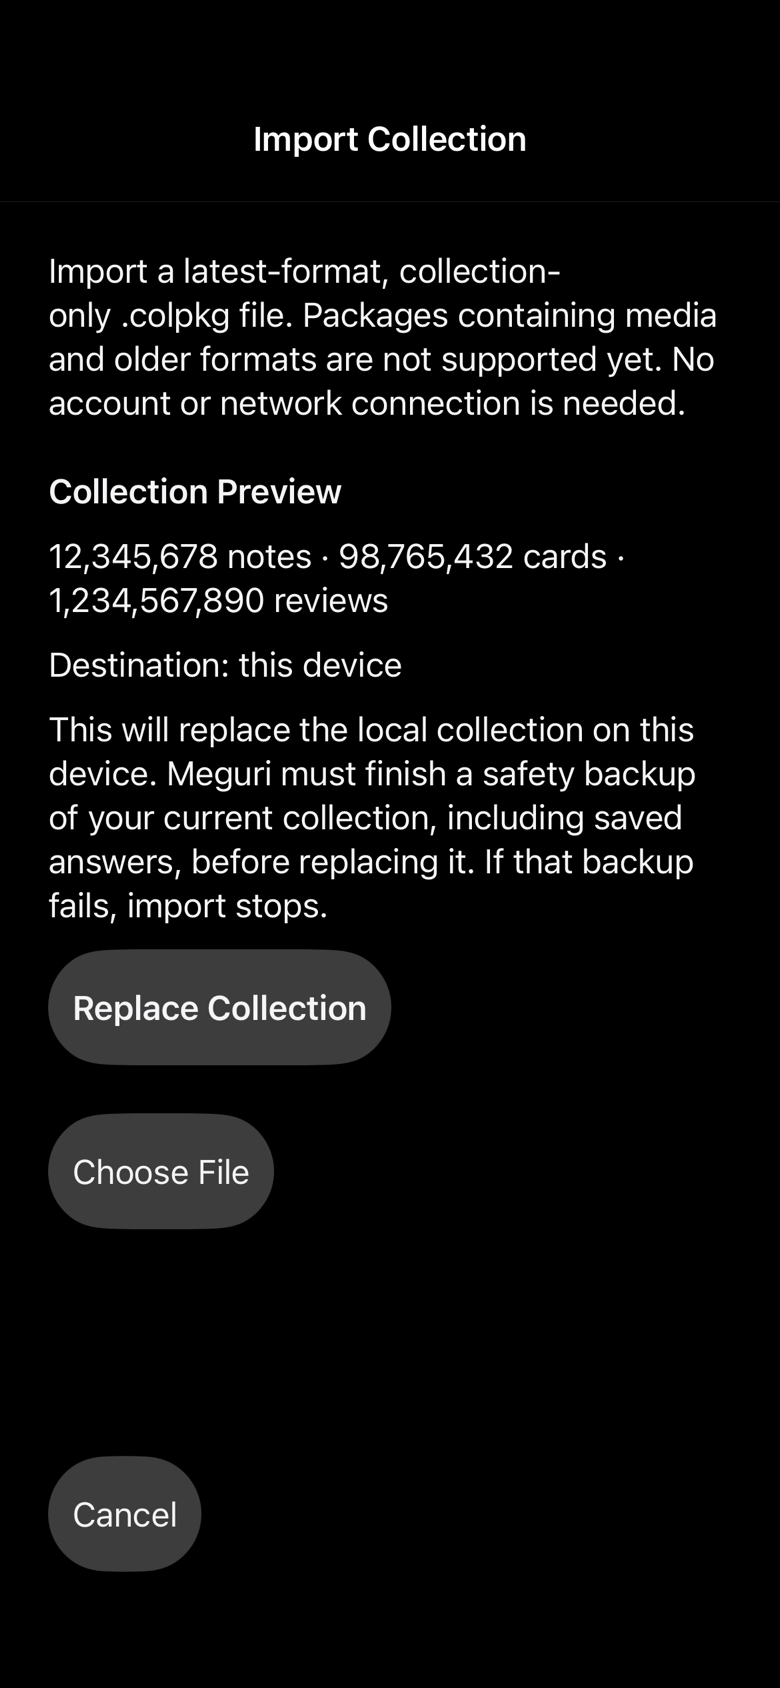 Import Collection
Import a latest-format, collection-
only .colpkg file. Packages containing media
and older formats are not supported yet. No
account or network connection is needed.
Collection Preview
12,345,678 notes · 98,765,432 cards ·
1,234,567,890 reviews
Destination: this device
This will replace the local collection on this
device. Meguri must finish a safety backup
of your current collection, including saved
answers, before replacing it. If that backup
fails, import stops.
Replace Collection
Choose File
Cancel